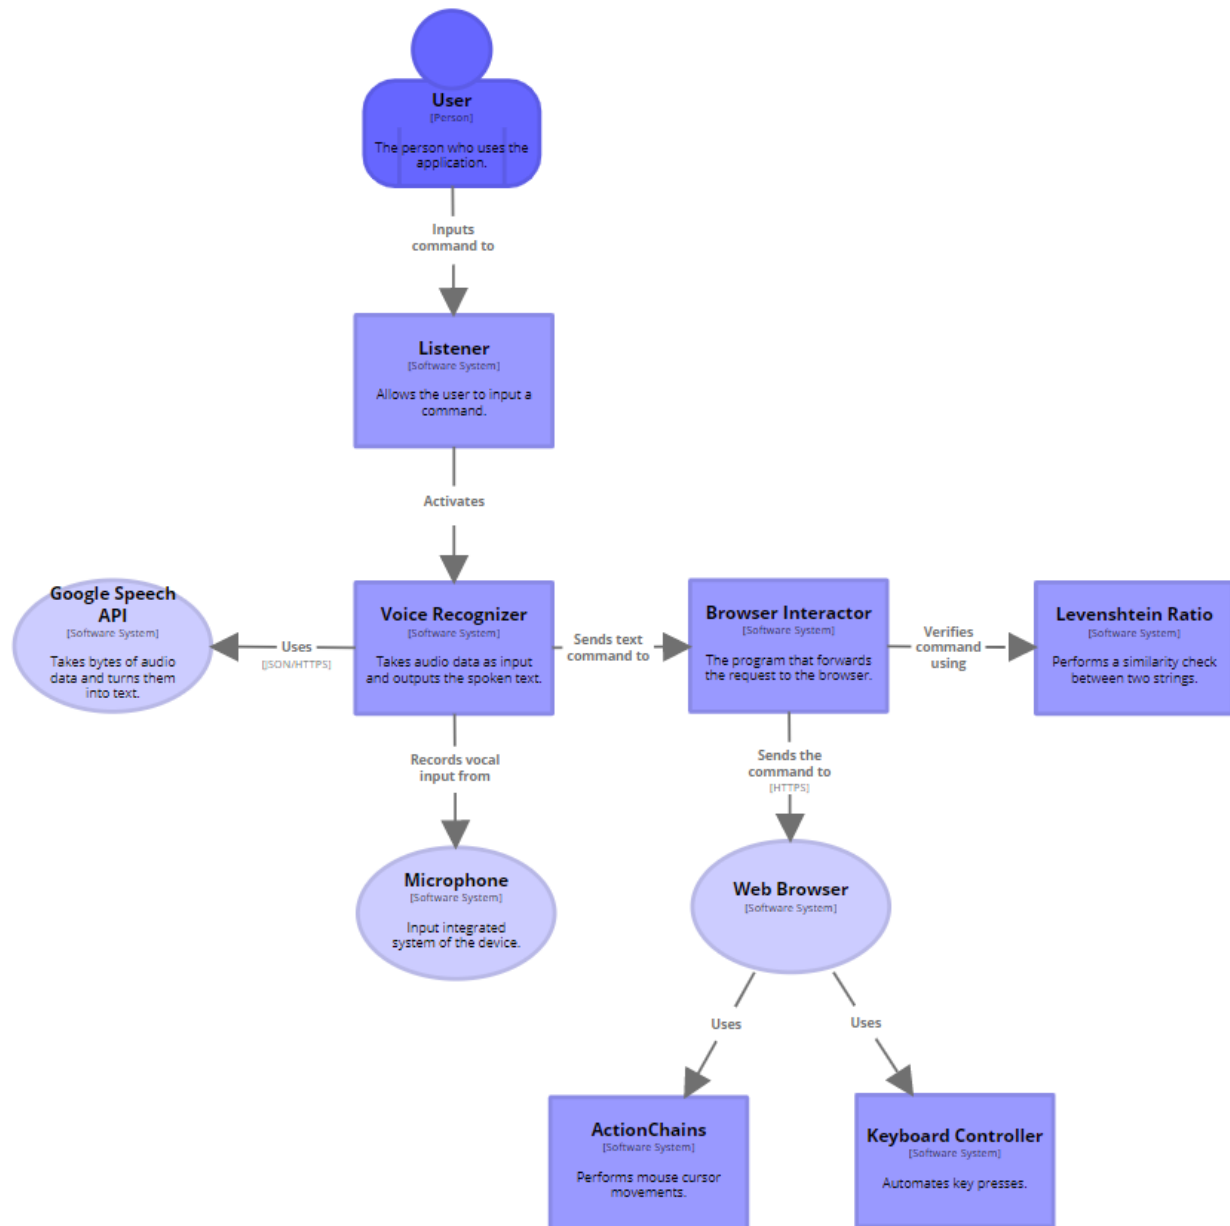 User
[Person]
The person who uses the
application.
Inputs
command to
Listener
[Software System]
Allows the user to input a
command.
Activates
Google Speech
API
[Software System]
Takes bytes of audio
data and turns them
into text.
Uses
[JSON/HTTPS]
Voice Recognizer
[Software System]
Takes audio data as input
and outputs the spoken text.
Sends text
command to
Browser Interactor
[Software System]
The program that forwards
the request to the browser.
Verifies
command
using
Levenshtein Ratio
[Software System]
Performs a similarity check
between two strings.
Records vocal
input from
Sends the
command to
[HTTPS]
Microphone
[Software System]
Input integrated
system of the device.
Web Browser
[Software System]
Uses
Uses
ActionChains
[Software System]
Performs mouse cursor
movements.
Keyboard Controller
[Software System]
Automates key presses.